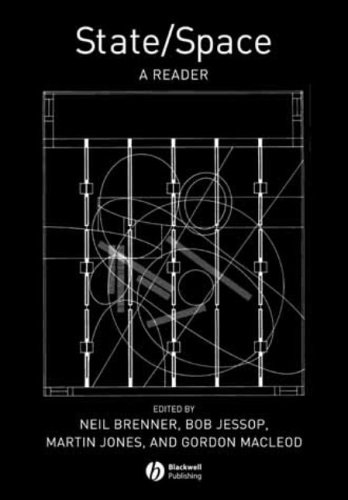 State/Space
A READER
EDITED BY
NEIL BRENNER, BOB JESSOP,
MARTIN JONES, AND GORDON MACLEOD
Blackwell
Publishing